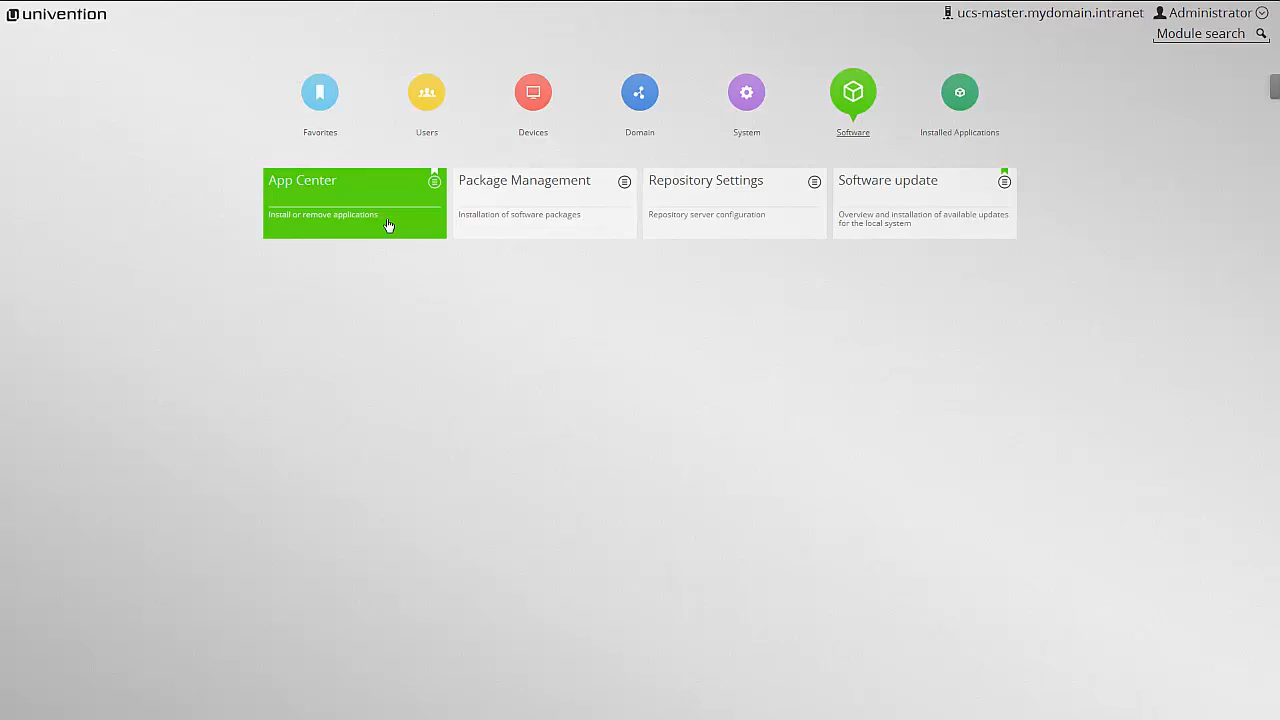 univention
ucs-master.mydomain.intranet Administrator
Module search
Favorites Users Devices Domain System Software Installed Applications
App Center
Install or remove applications
Package Management
Installation of software packages
Repository Settings
Repository server configuration
Software update
Overview and installation of available updates
for the local system